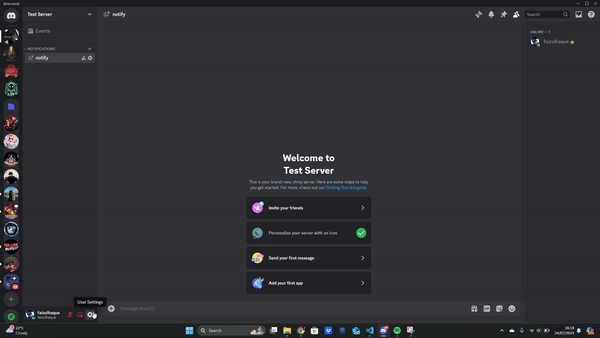 Discord
Test Server
notify
Search
Events
NOTIFICATIONS
notify
ONLINE — 1
faizulhaque
Welcome to
Test Server
This is your brand new, shiny server. Here are some steps to help
you get started. For more, check out our Getting Started guide.
Invite your friends
Personalise your server with an icon
Send your first message
Add your first app
User Settings
faizulhaque
faizulhaque
Message #notify
GIF
22°C
Cloudy
Search
16:19
24/07/2024